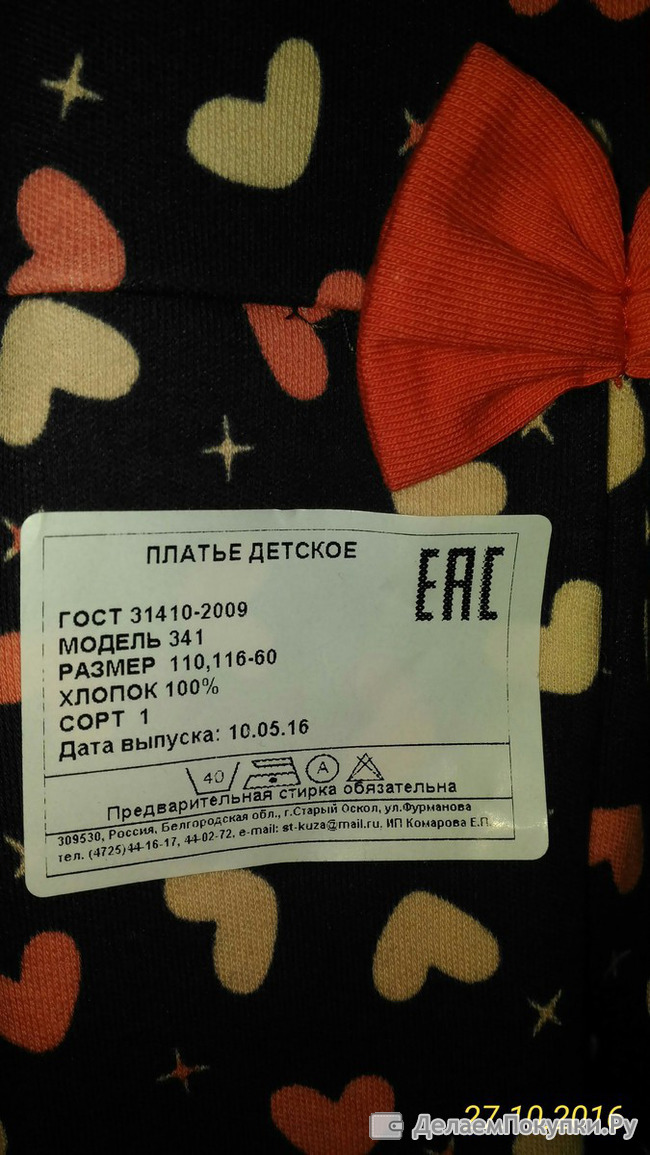 ПЛАТЬЕ ДЕТСКОЕ
EAC
ГОСТ 31410-2009
МОДЕЛЬ 341
РАЗМЕР 110,116-60
ХЛОПОК 100%
СОРТ 1
Дата выпуска: 10.05.16
40 A
Предварительная стирка обязательна
309530, Россия, Белгородская обл., г.Старый Оскол, ул.Фурманова
тел. (4725)44-16-17, 44-02-72, e-mail: st-kuza@mail.ru, ИП Комарова Е.П.
27.10.2016
ДелаемПокупки.Ру